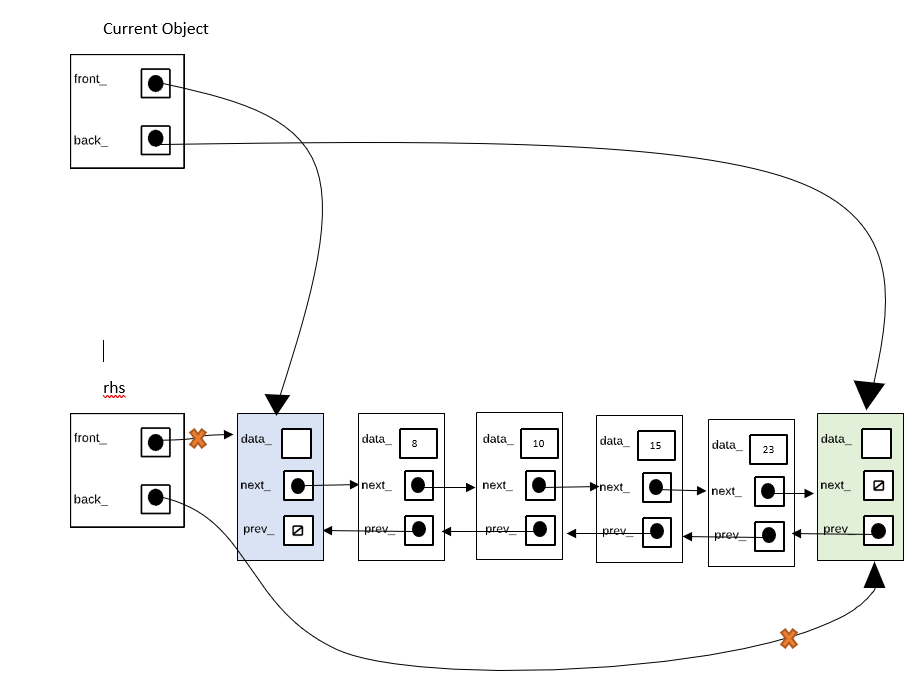 Current Object
front_
back_
rhs
front_
back_
data_
next_
prev_
data_ 8
next_
prev_
data_ 10
next_
prev_
data_ 15
next_
prev_
data_ 23
next_
prev_
data_
next_
prev_